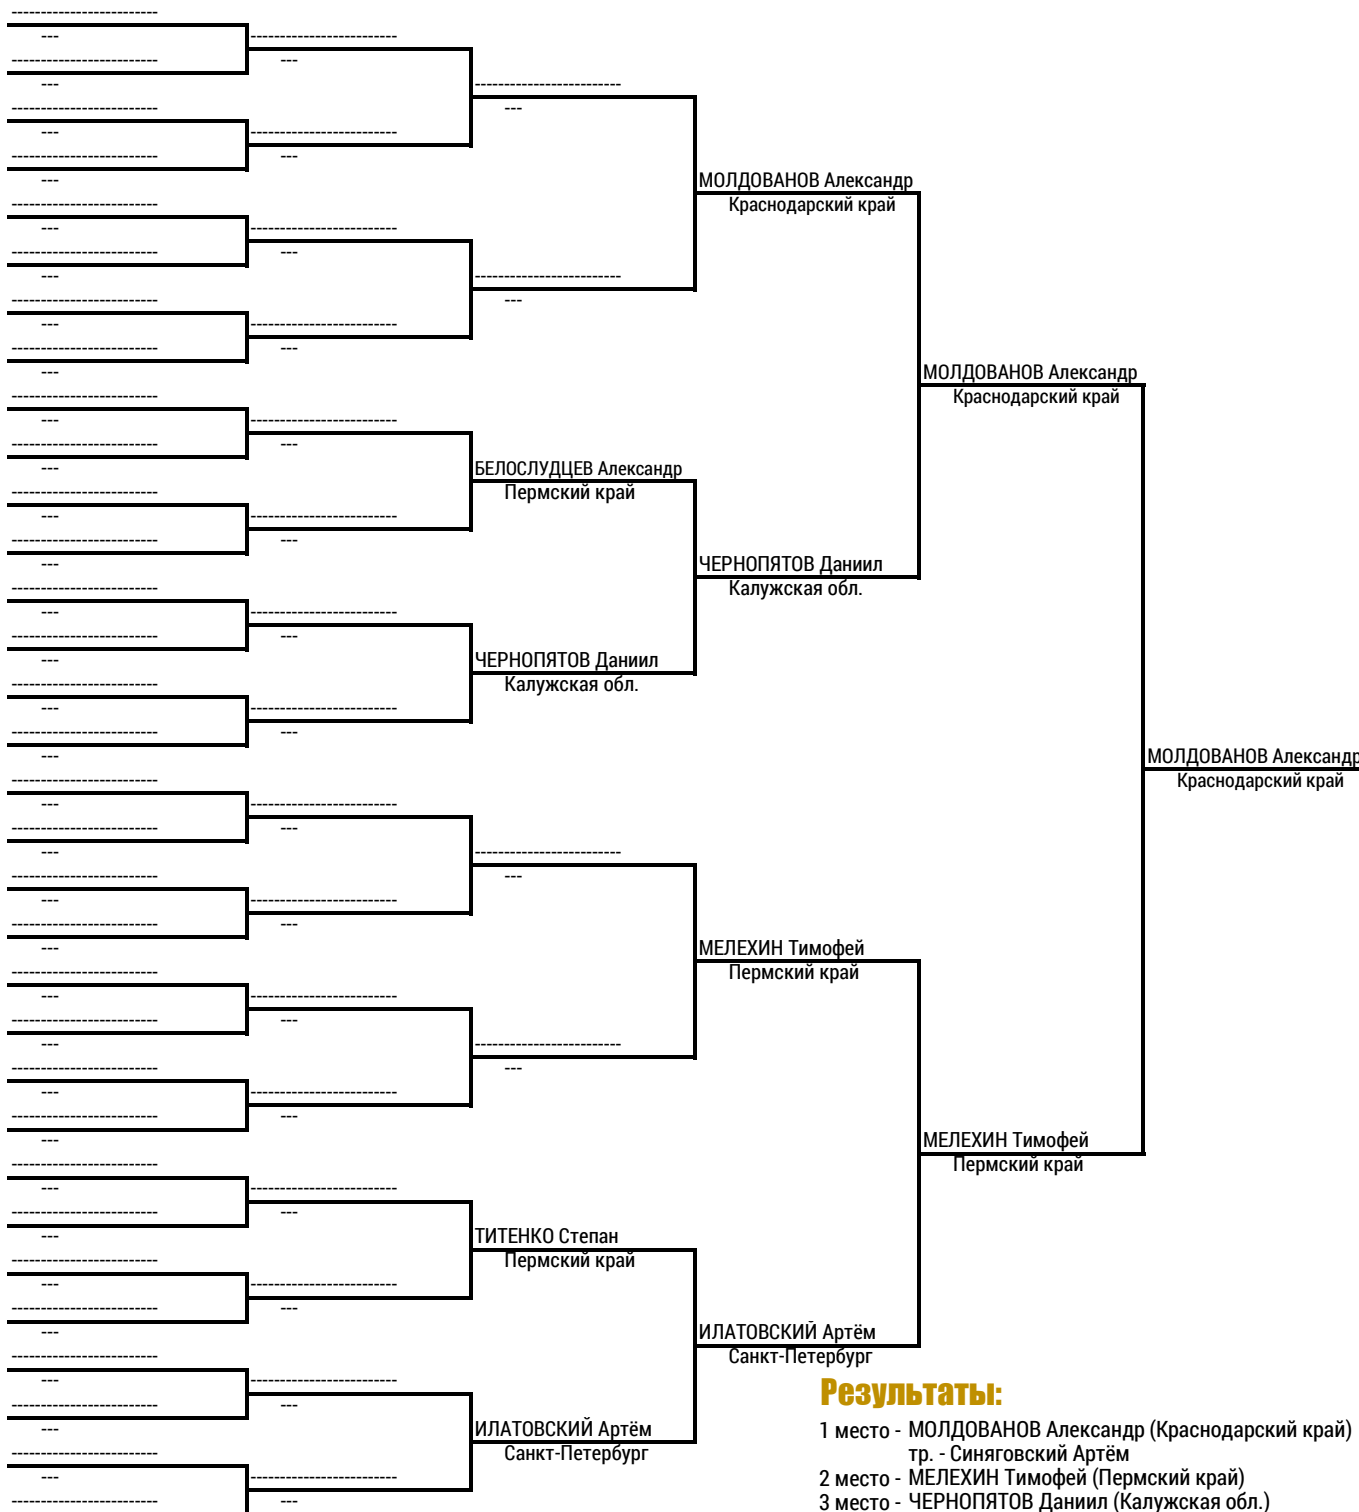 МОЛДОВАНОВ Александр
Краснодарский край
МОЛДОВАНОВ Александр
Краснодарский край
БЕЛОСЛУДЦЕВ Александр
Пермский край
ЧЕРНОПЯТОВ Даниил
Калужская обл.
ЧЕРНОПЯТОВ Даниил
Калужская обл.
МОЛДОВАНОВ Александр
Краснодарский край
МЕЛЕХИН Тимофей
Пермский край
МЕЛЕХИН Тимофей
Пермский край
ТИТЕНКО Степан
Пермский край
ИЛАТОВСКИЙ Артём
Санкт-Петербург
ИЛАТОВСКИЙ Артём
Санкт-Петербург
Результаты:
1 место - МОЛДОВАНОВ Александр (Краснодарский край)
тр. - Синяговский Артём
2 место - МЕЛЕХИН Тимофей (Пермский край)
3 место - ЧЕРНОПЯТОВ Даниил (Калужская обл.)